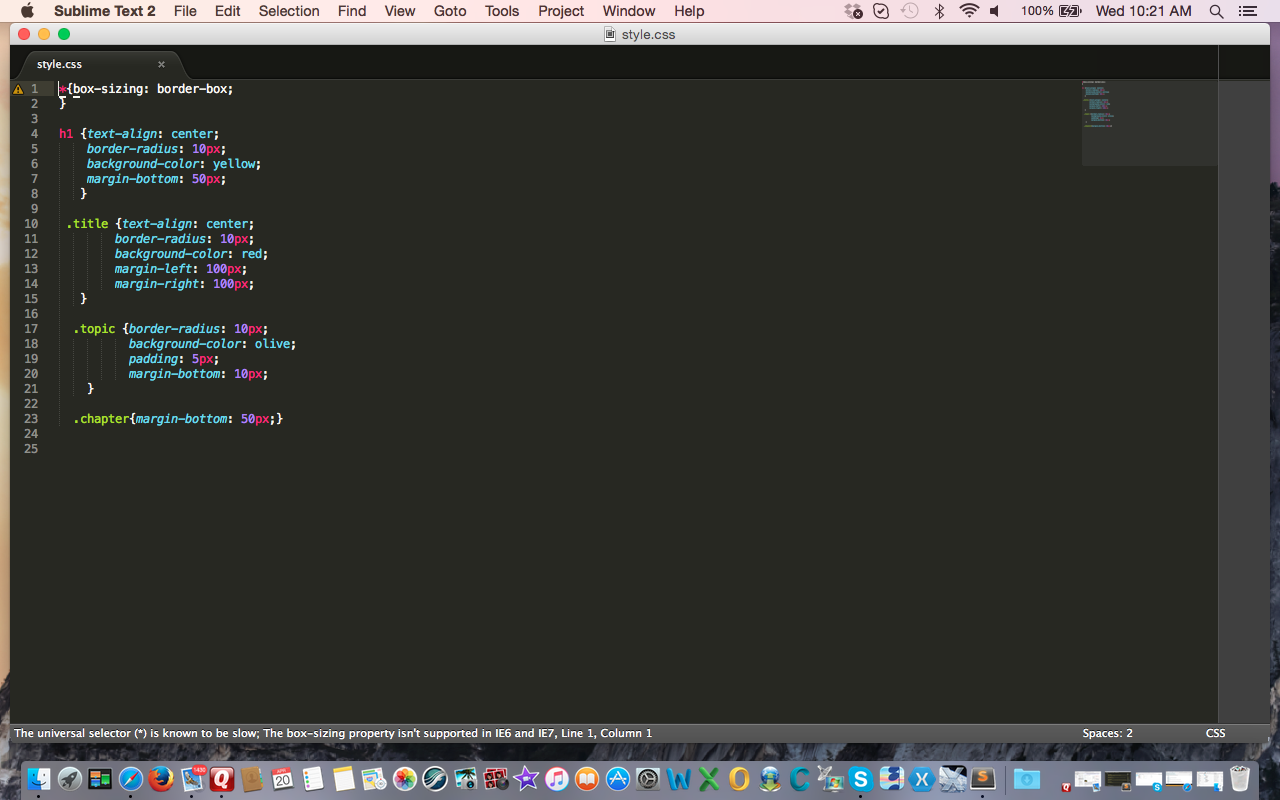 Sublime Text 2 File Edit Selection Find View Goto Tools Project Window Help 100% Wed 10:21 AM
style.css
style.css ×
1 *{box-sizing: border-box;
2 }
3
4 h1 {text-align: center;
5 border-radius: 10px;
6 background-color: yellow;
7 margin-bottom: 50px;
8 }
9
10 .title {text-align: center;
11 border-radius: 10px;
12 background-color: red;
13 margin-left: 100px;
14 margin-right: 100px;
15 }
16
17 .topic {border-radius: 10px;
18 background-color: olive;
19 padding: 5px;
20 margin-bottom: 10px;
21 }
22
23 .chapter{margin-bottom: 50px;}
24
25
The universal selector (*) is known to be slow; The box-sizing property isn't supported in IE6 and IE7, Line 1, Column 1 Spaces: 2 CSS
1430
APR
20